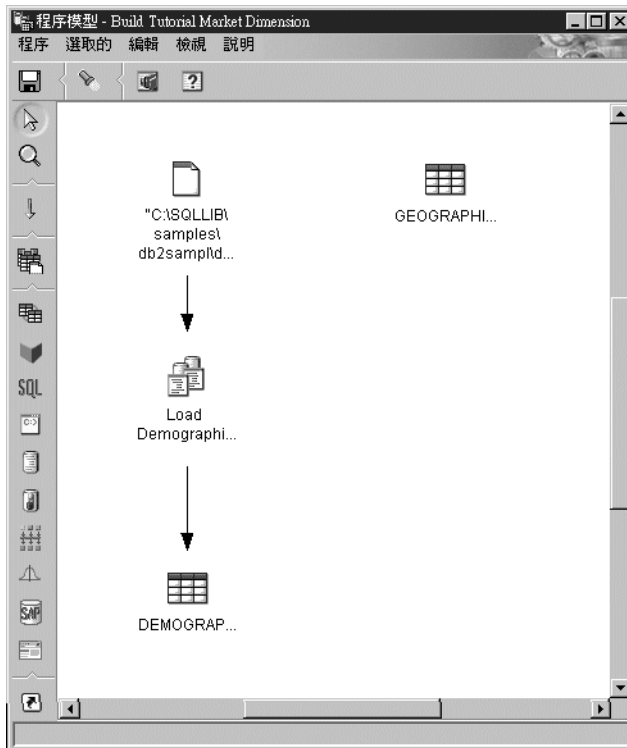 程序模型 - Build Tutorial Market Dimension
程序 選取的 編輯 檢視 說明
"C:\SQLLIB\
samples\
db2sampl\d...
GEOGRAPHI...
Load
Demographi...
DEMOGRAP...
SQL
C:>
SAP